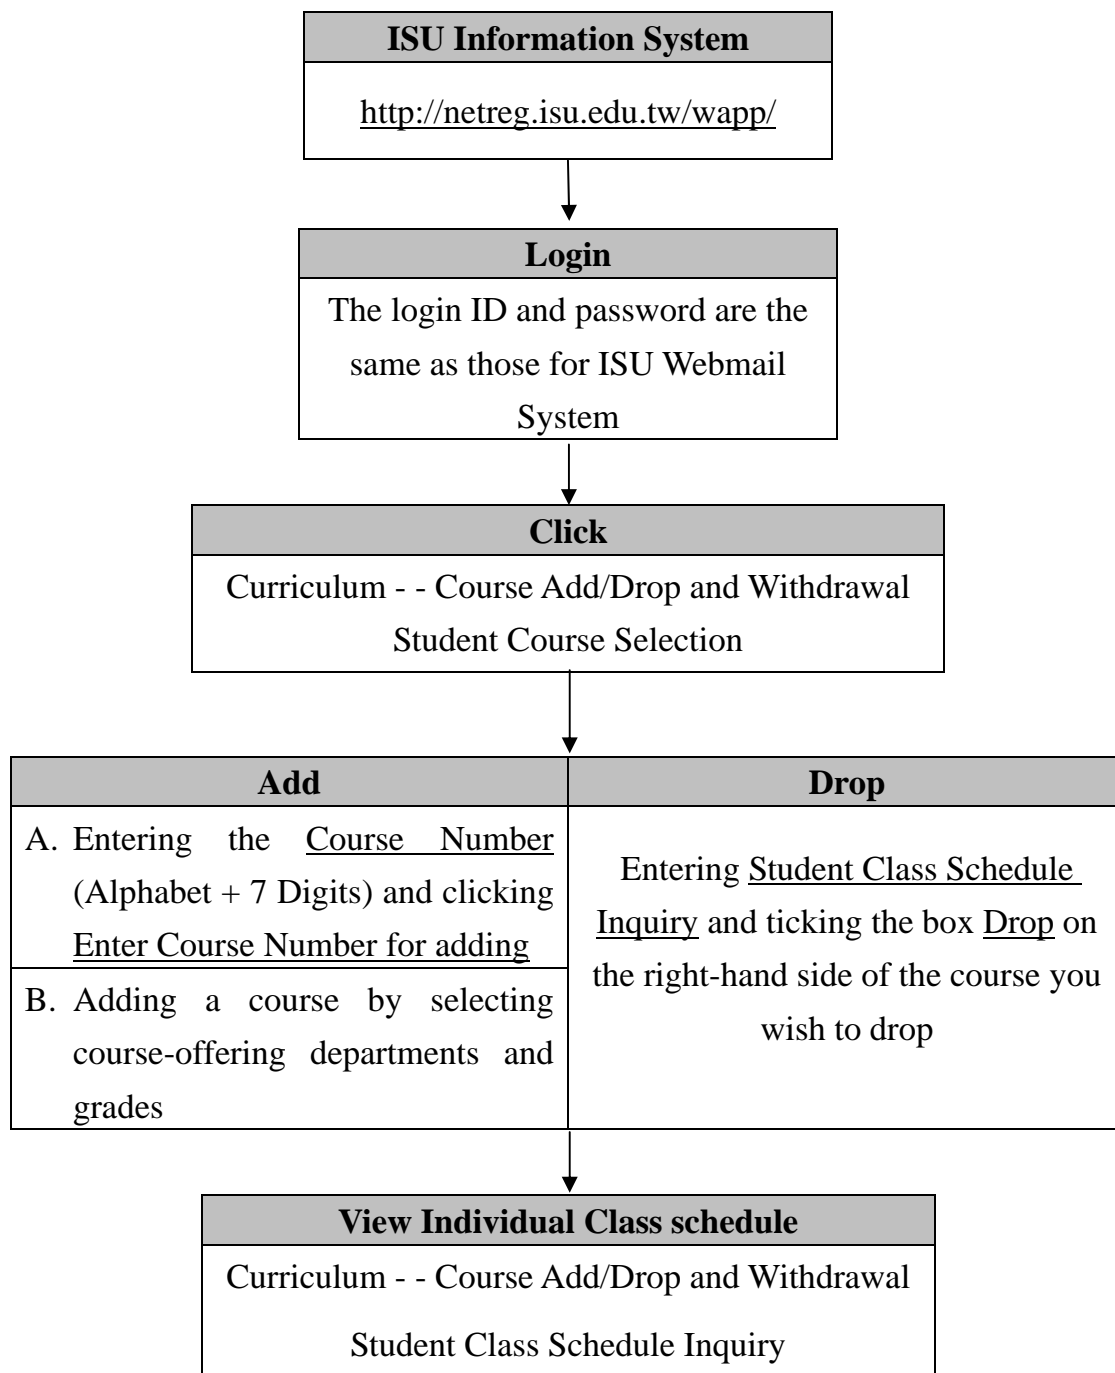 ISU Information System
http://netreg.isu.edu.tw/wapp/
Login
The login ID and password are the
same as those for ISU Webmail
System
Click
Curriculum - - Course Add/Drop and Withdrawal
Student Course Selection
Add
A. Entering the Course Number
(Alphabet + 7 Digits) and clicking
Enter Course Number for adding
B. Adding a course by selecting
course-offering departments and
grades
Drop
Entering Student Class Schedule
Inquiry and ticking the box Drop on
the right-hand side of the course you
wish to drop
View Individual Class schedule
Curriculum - - Course Add/Drop and Withdrawal
Student Class Schedule Inquiry